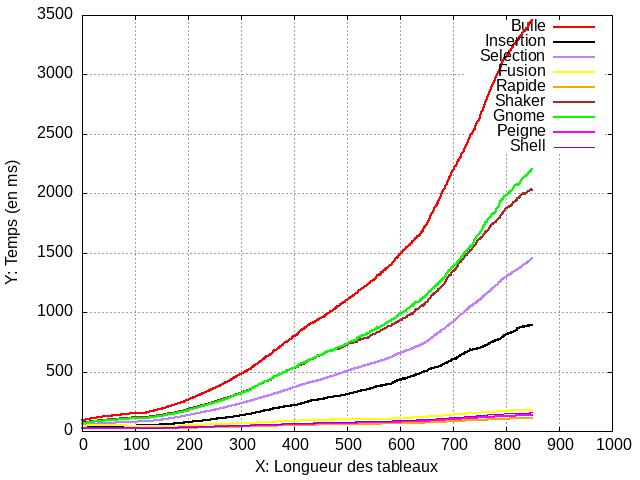 3500
3000
2500
2000
1500
1000
500
0
Y: Temps (en ms)
Bulle
Insertion
Selection
Fusion
Rapide
Shaker
Gnome
Peigne
Shell
0 100 200 300 400 500 600 700 800 900 1000
X: Longueur des tableaux